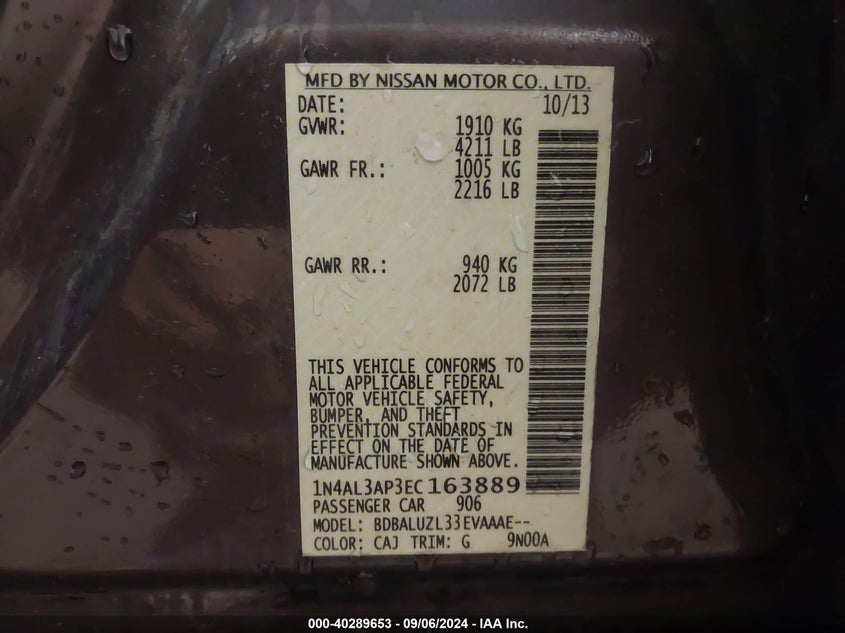 MFD BY NISSAN MOTOR CO., LTD.
DATE: 10/13
GVWR: 1910 KG
4211 LB
GAWR FR.: 1005 KG
2216 LB
GAWR RR.: 940 KG
2072 LB
THIS VEHICLE CONFORMS TO
ALL APPLICABLE FEDERAL
MOTOR VEHICLE SAFETY,
BUMPER, AND THEFT
PREVENTION STANDARDS IN
EFFECT ON THE DATE OF
MANUFACTURE SHOWN ABOVE.
1N4AL3AP3EC163889
PASSENGER CAR 906
MODEL: BDBALUZL33EVAAAE--
COLOR: CAJ TRIM: G 9N00A
000-40289653 - 09/06/2024 - IAA Inc.